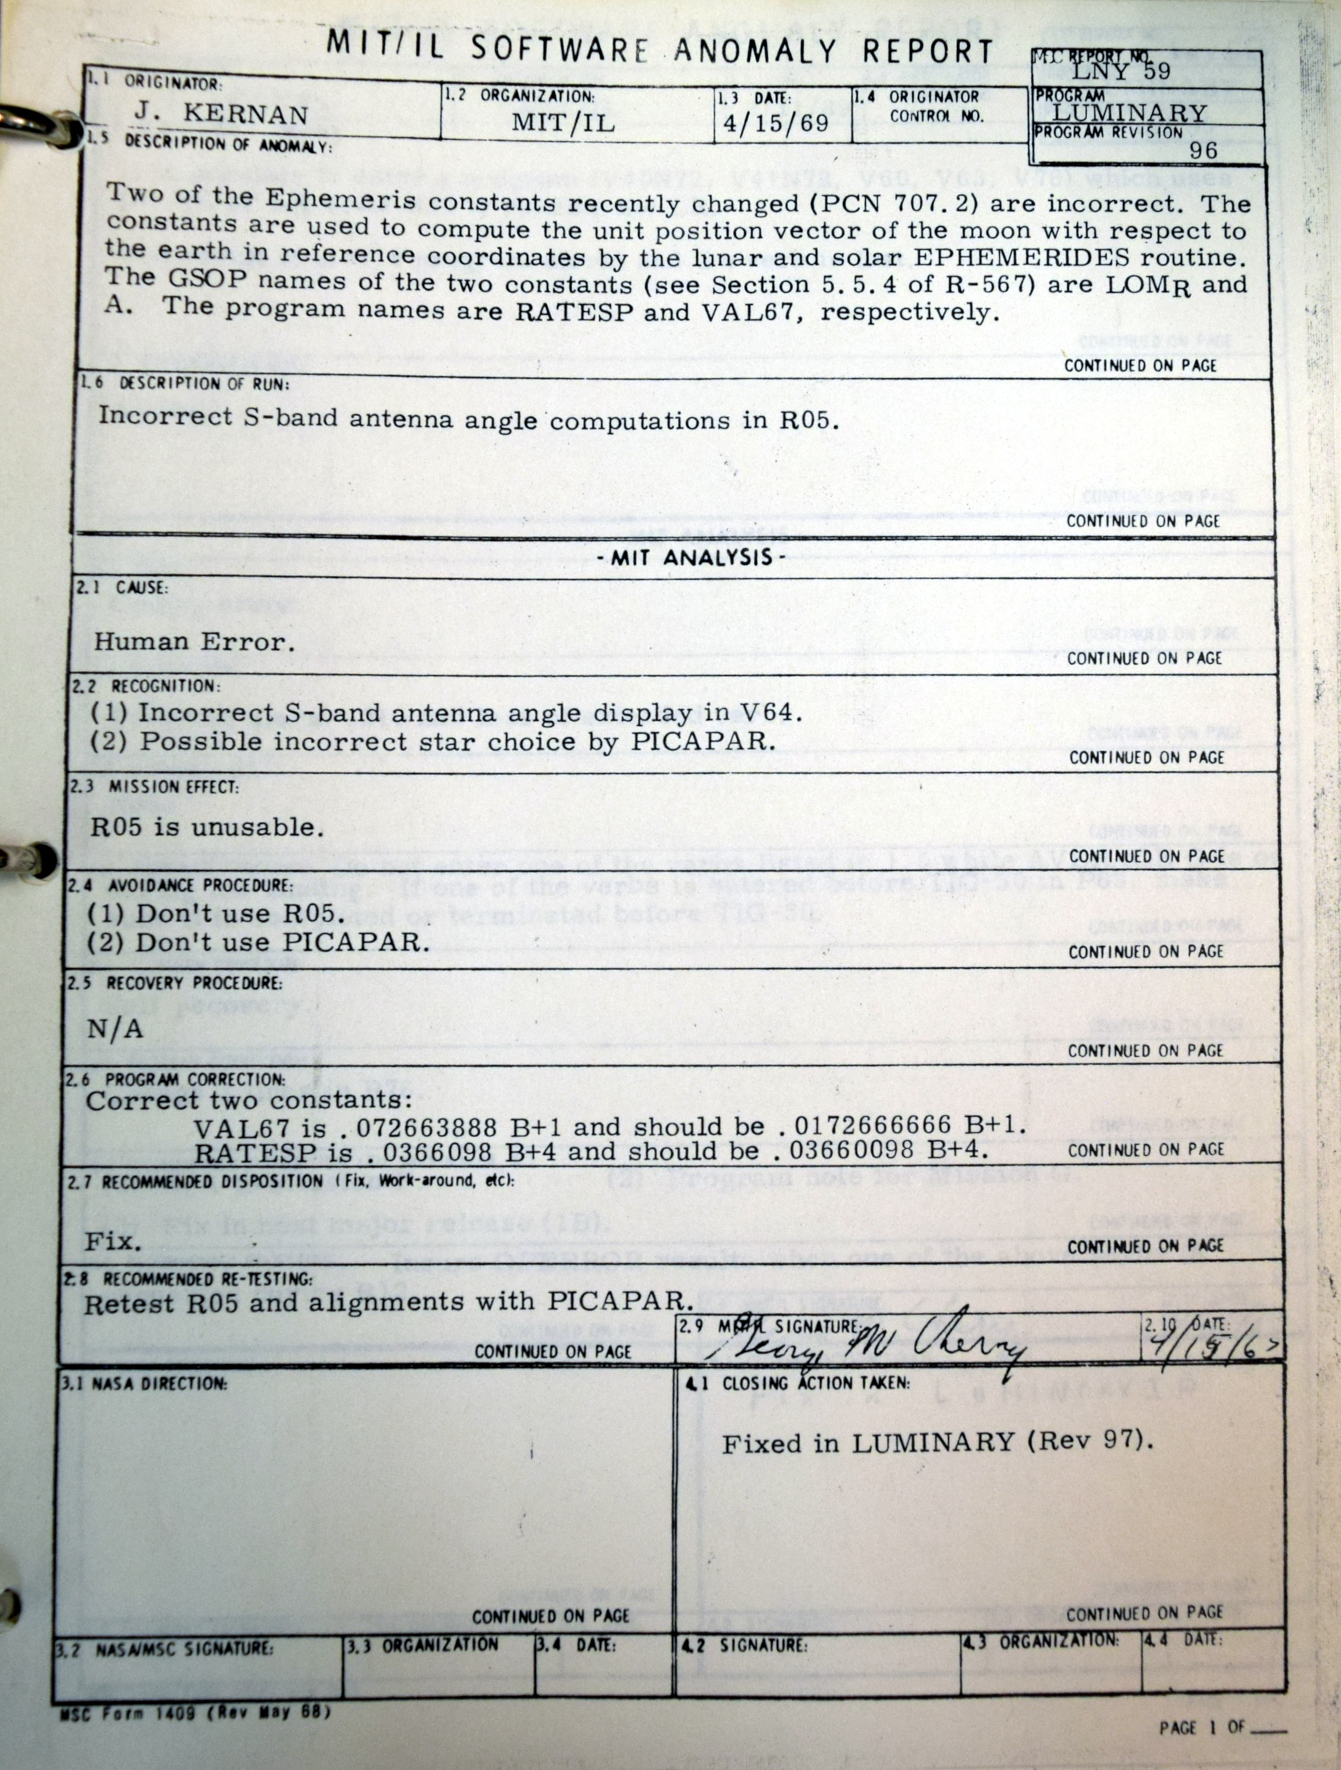 MIT/IL SOFTWARE ANOMALY REPORT
REPORT NO.
LNY 59
1.1 ORIGINATOR:
J. KERNAN
1.2 ORGANIZATION:
MIT/IL
1.3 DATE:
4/15/69
1.4 ORIGINATOR
CONTROL NO.
PROGRAM
LUMINARY
PROGRAM REVISION
96
1.5 DESCRIPTION OF ANOMALY:
Two of the Ephemeris constants recently changed (PCN 707.2) are incorrect. The
constants are used to compute the unit position vector of the moon with respect to
the earth in reference coordinates by the lunar and solar EPHEMERIDES routine.
The GSOP names of the two constants (see Section 5.5.4 of R-567) are LOMR and
A. The program names are RATESP and VAL67, respectively.
CONTINUED ON PAGE
1.6 DESCRIPTION OF RUN:
Incorrect S-band antenna angle computations in R05.
CONTINUED ON PAGE
- MIT ANALYSIS -
2.1 CAUSE:
Human Error.
CONTINUED ON PAGE
2.2 RECOGNITION:
(1) Incorrect S-band antenna angle display in V64.
(2) Possible incorrect star choice by PICAPAR.
CONTINUED ON PAGE
2.3 MISSION EFFECT:
R05 is unusable.
CONTINUED ON PAGE
2.4 AVOIDANCE PROCEDURE:
(1) Don't use R05.
(2) Don't use PICAPAR.
CONTINUED ON PAGE
2.5 RECOVERY PROCEDURE:
N/A
CONTINUED ON PAGE
2.6 PROGRAM CORRECTION:
Correct two constants:
VAL67 is .072663888 B+1 and should be .0172666666 B+1.
RATESP is .0366098 B+4 and should be .03660098 B+4.
CONTINUED ON PAGE
2.7 RECOMMENDED DISPOSITION (Fix, Work-around, etc):
Fix.
CONTINUED ON PAGE
2.8 RECOMMENDED RE-TESTING:
Retest R05 and alignments with PICAPAR.
CONTINUED ON PAGE
2.9 SIGNATURE:
George W Cherry
2.10 DATE:
4/15/69
3.1 NASA DIRECTION:
CONTINUED ON PAGE
4.1 CLOSING ACTION TAKEN:
Fixed in LUMINARY (Rev 97).
CONTINUED ON PAGE
3.2 NASA/MSC SIGNATURE:
3.3 ORGANIZATION
3.4 DATE:
4.2 SIGNATURE:
4.3 ORGANIZATION:
4.4 DATE:
MSC Form 1409 (Rev May 68)
PAGE 1 OF